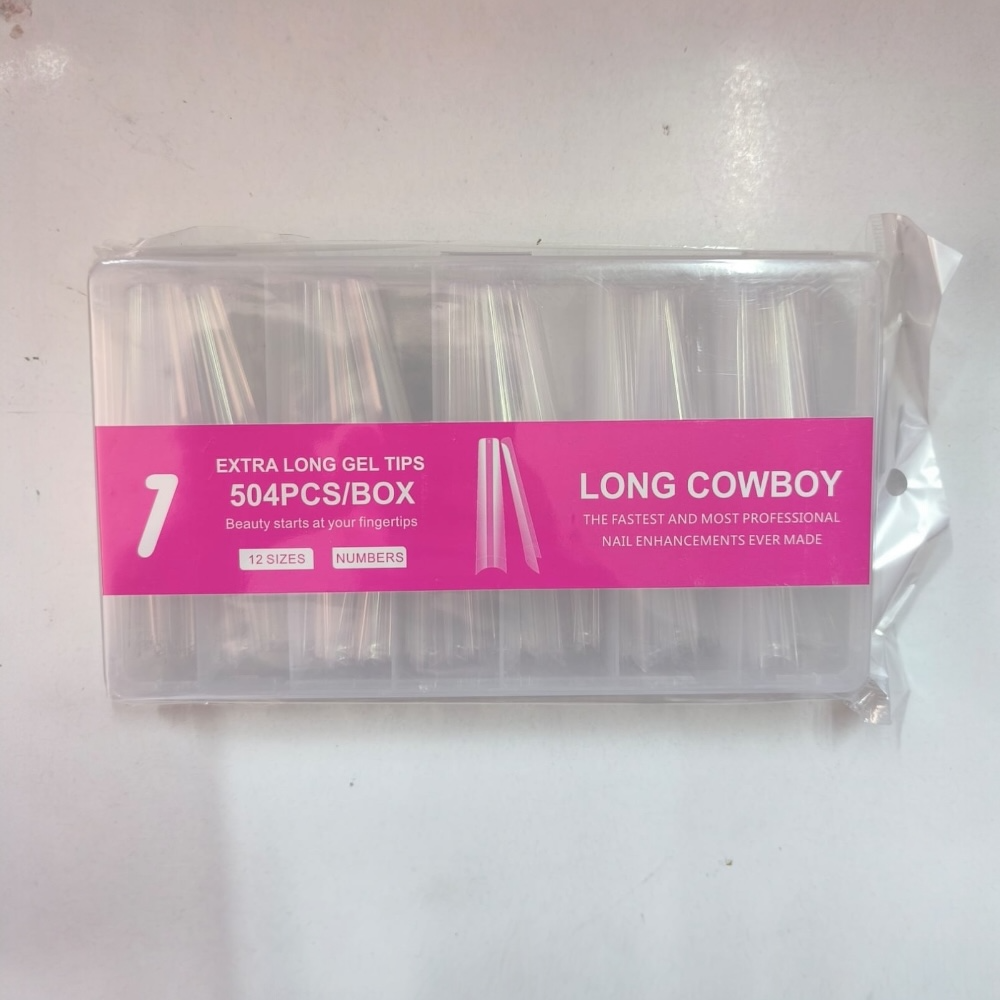 1
EXTRA LONG GEL TIPS
504PCS/BOX
Beauty starts at your fingertips
12 SIZES NUMBERS
LONG COWBOY
THE FASTEST AND MOST PROFESSIONAL
NAIL ENHANCEMENTS EVER MADE